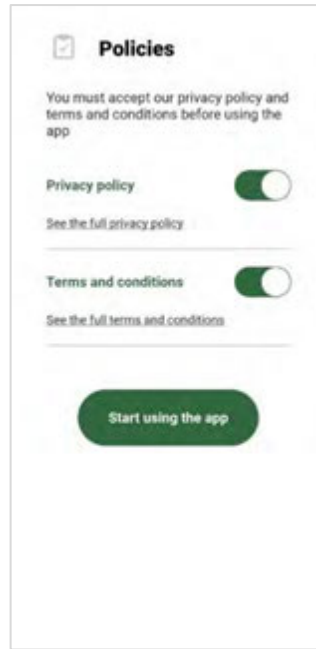 Policies
You must accept our privacy policy and
terms and conditions before using the
app
Privacy policy
See the full privacy policy
Terms and conditions
See the full terms and conditions
Start using the app